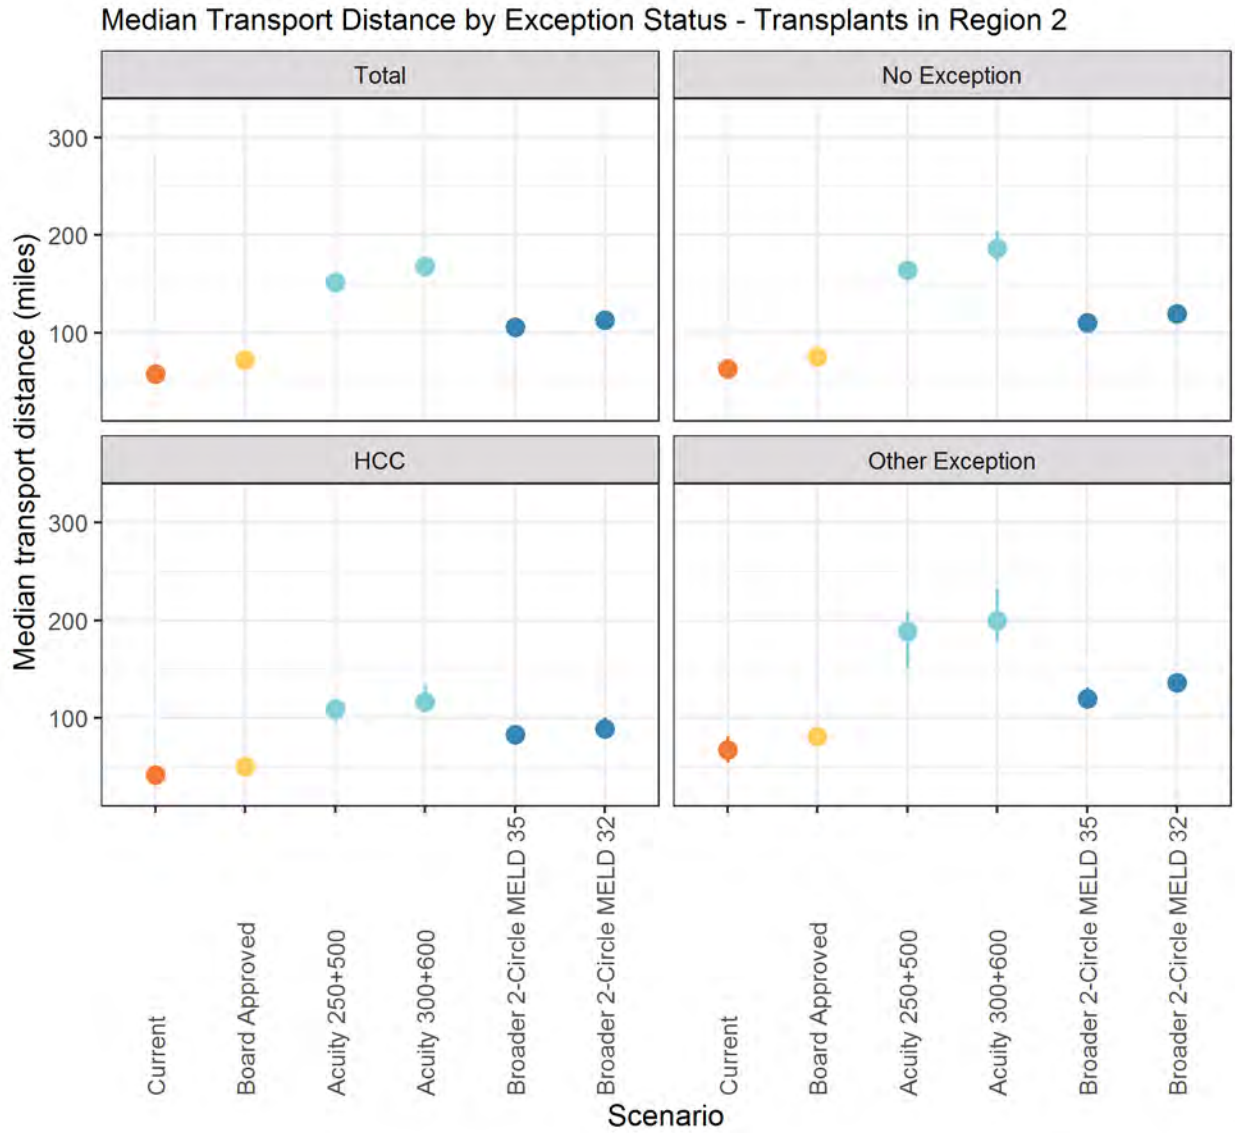 Median Transport Distance by Exception Status - Transplants in Region 2
Total
No Exception
300
200
100
HCC
Other Exception
300
200
100
Median transport distance (miles)
Current
Board Approved
Acuity 250+500
Acuity 300+600
Broader 2-Circle MELD 35
Broader 2-Circle MELD 32
Current
Board Approved
Acuity 250+500
Acuity 300+600
Broader 2-Circle MELD 35
Broader 2-Circle MELD 32
Scenario